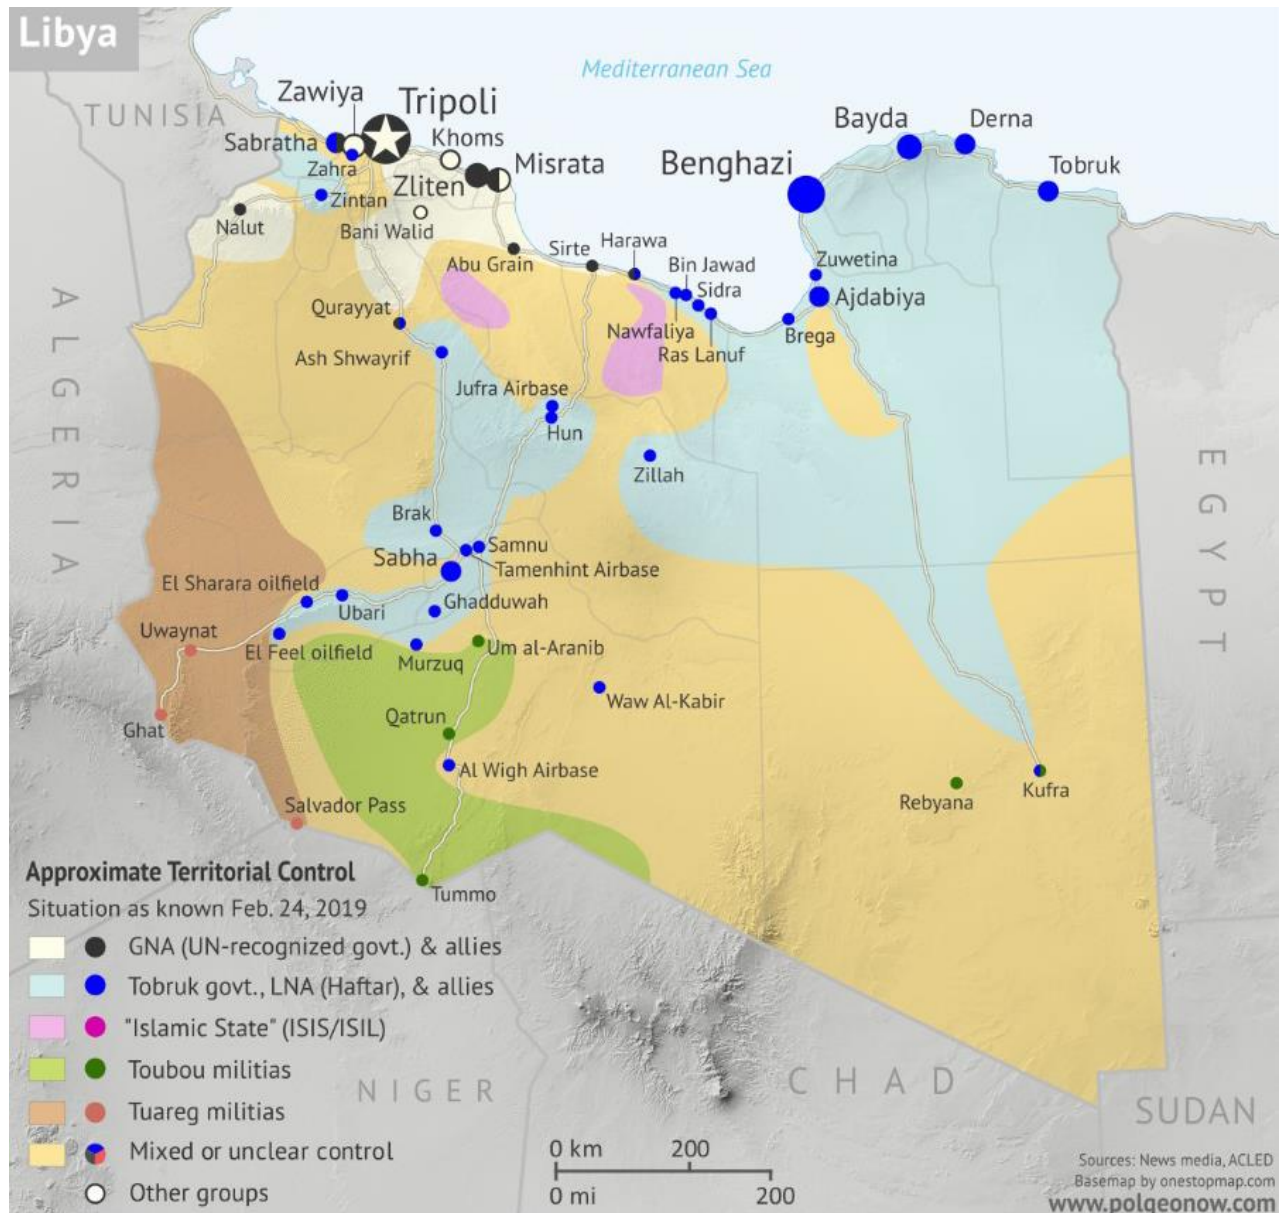 Libya
Mediterranean Sea
TUNISIA
Zawiya
Tripoli
Sabratha
Khoms
Zahra
Zliten
Misrata
Zintan
Nalut
Bani Walid
Abu Grain
Sirte
Harawa
Bin Jawad
Sidra
Nawfaliya
Ras Lanuf
Bayda
Derna
Benghazi
Tobruk
Zuwetina
Ajdabiya
Brega
ALGERIA
Qurayyat
Ash Shwayrif
Jufra Airbase
Hun
Zillah
EGYPT
Brak
Sabha
Samnu
Tamenhint Airbase
El Sharara oilfield
Ubari
Ghadduwah
Uwaynat
El Feel oilfield
Murzuq
Um al-Aranib
Waw Al-Kabir
Ghat
Qatrun
Al Wigh Airbase
Rebyana
Kufra
Salvador Pass
Tummo
Approximate Territorial Control
Situation as known Feb. 24, 2019
GNA (UN-recognized govt.) & allies
Tobruk govt., LNA (Haftar), & allies
"Islamic State" (ISIS/ISIL)
Toubou militias
Tuareg militias
Mixed or unclear control
Other groups
NIGER
CHAD
SUDAN
0 km 200
0 mi 200
Sources: News media, ACLED
Basemap by onestopmap.com
www.polgeonow.com